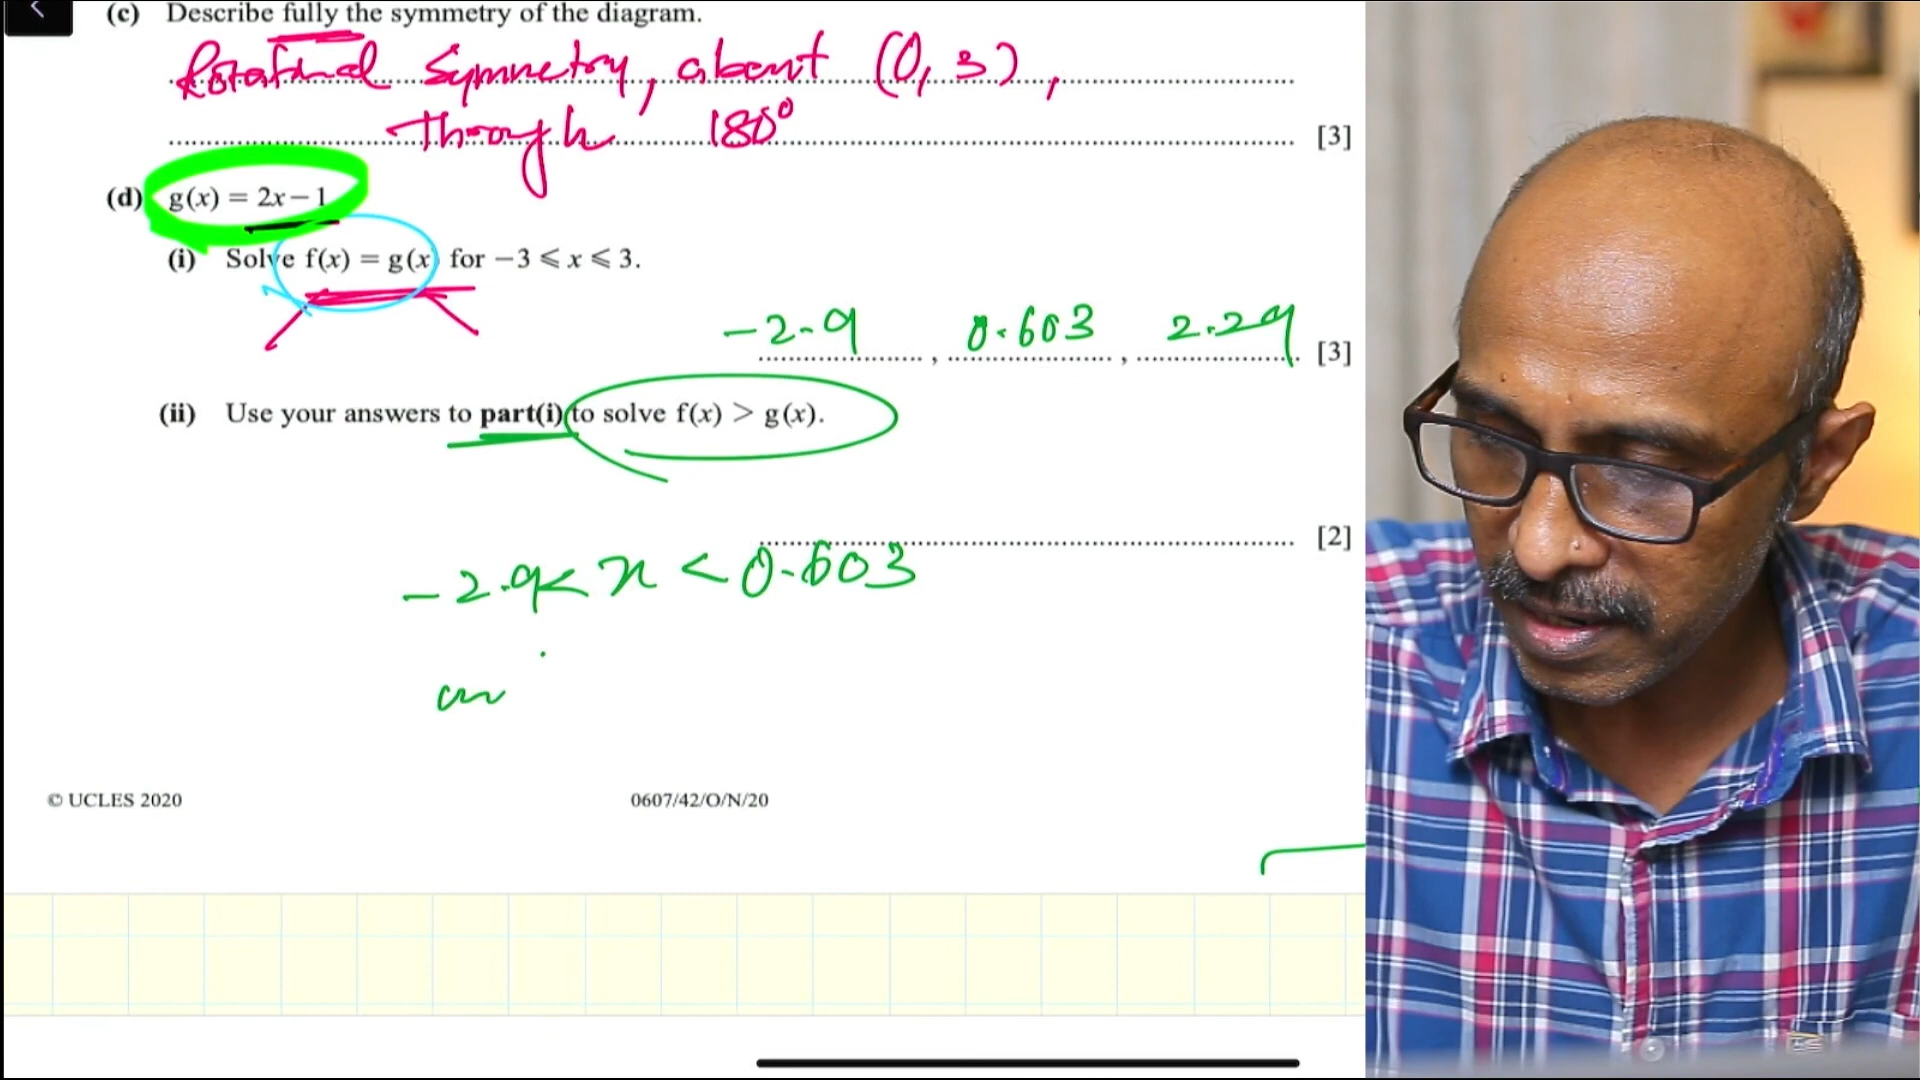 (c) Describe fully the symmetry of the diagram.
Rotational Symmetry, about (0, 3),
through 180° [3]
(d) g(x) = 2x − 1
(i) Solve f(x) = g(x) for −3 ⩽ x ⩽ 3.
−2.9 , 0.603 , 2.29 [3]
(ii) Use your answers to part(i) to solve f(x) > g(x).
[2]
−2.9 < x < 0.603
or
© UCLES 2020 0607/42/O/N/20